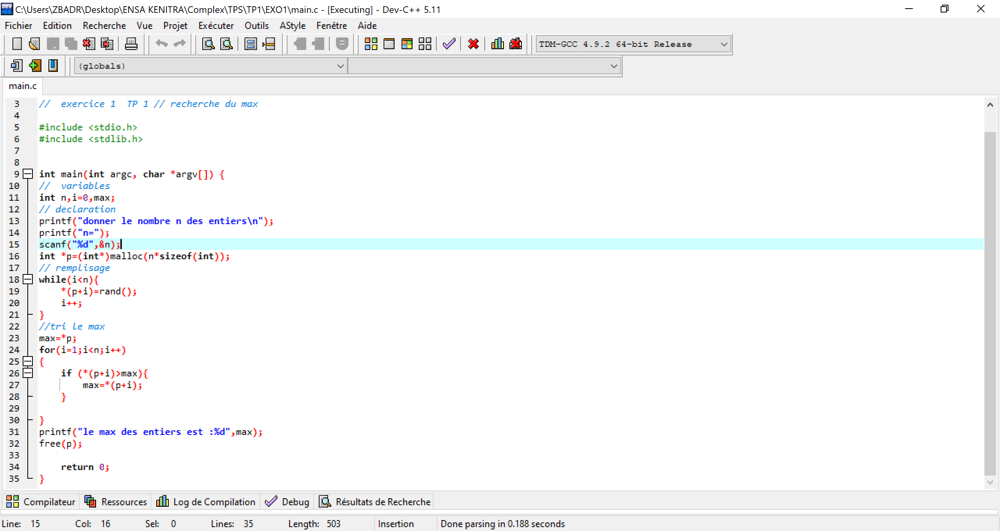 C:\Users\ZBADR\Desktop\ENSA KENITRA\Complex\TPS\TP1\EXO1\main.c - [Executing] - Dev-C++ 5.11
Fichier Edition Recherche Vue Projet Exécuter Outils AStyle Fenêtre Aide
TDM-GCC 4.9.2 64-bit Release
(globals)
main.c
3 //  exercice 1  TP 1 // recherche du max
4
5 #include <stdio.h>
6 #include <stdlib.h>
7
8
9 int main(int argc, char *argv[]) {
10 //  variables
11 int n,i=0,max;
12 // declaration
13 printf("donner le nombre n des entiers\n");
14 printf("n=");
15 scanf("%d",&n);
16 int *p=(int*)malloc(n*sizeof(int));
17 // remplisage
18 while(i<n){
19     *(p+i)=rand();
20     i++;
21 }
22 //tri le max
23 max=*p;
24 for(i=1;i<n;i++)
25 {
26     if (*(p+i)>max){
27         max=*(p+i);
28     }
29
30 }
31 printf("le max des entiers est :%d",max);
32 free(p);
33
34     return 0;
35 }
Compilateur Ressources Log de Compilation Debug Résultats de Recherche
Line: 15 Col: 16 Sel: 0 Lines: 35 Length: 503 Insertion Done parsing in 0.188 seconds